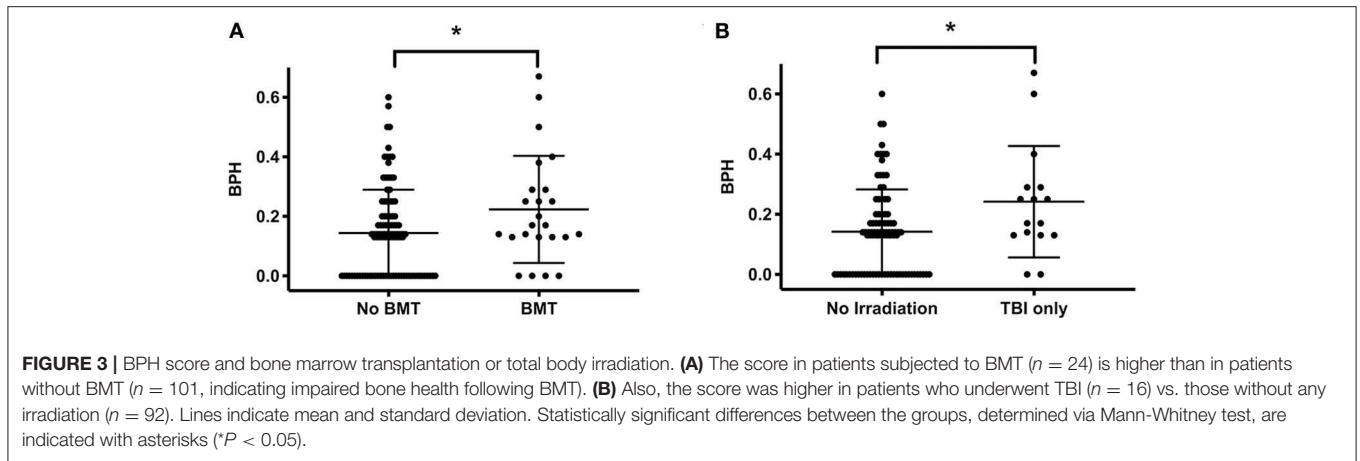 A
*
BPH
0.6
0.4
0.2
0.0
No BMT
BMT
B
*
BPH
0.6
0.4
0.2
0.0
No Irradiation
TBI only
FIGURE 3 | BPH score and bone marrow transplantation or total body irradiation. (A) The score in patients subjected to BMT (n = 24) is higher than in patients
without BMT (n = 101, indicating impaired bone health following BMT). (B) Also, the score was higher in patients who underwent TBI (n = 16) vs. those without any
irradiation (n = 92). Lines indicate mean and standard deviation. Statistically significant differences between the groups, determined via Mann-Whitney test, are
indicated with asterisks (*P < 0.05).